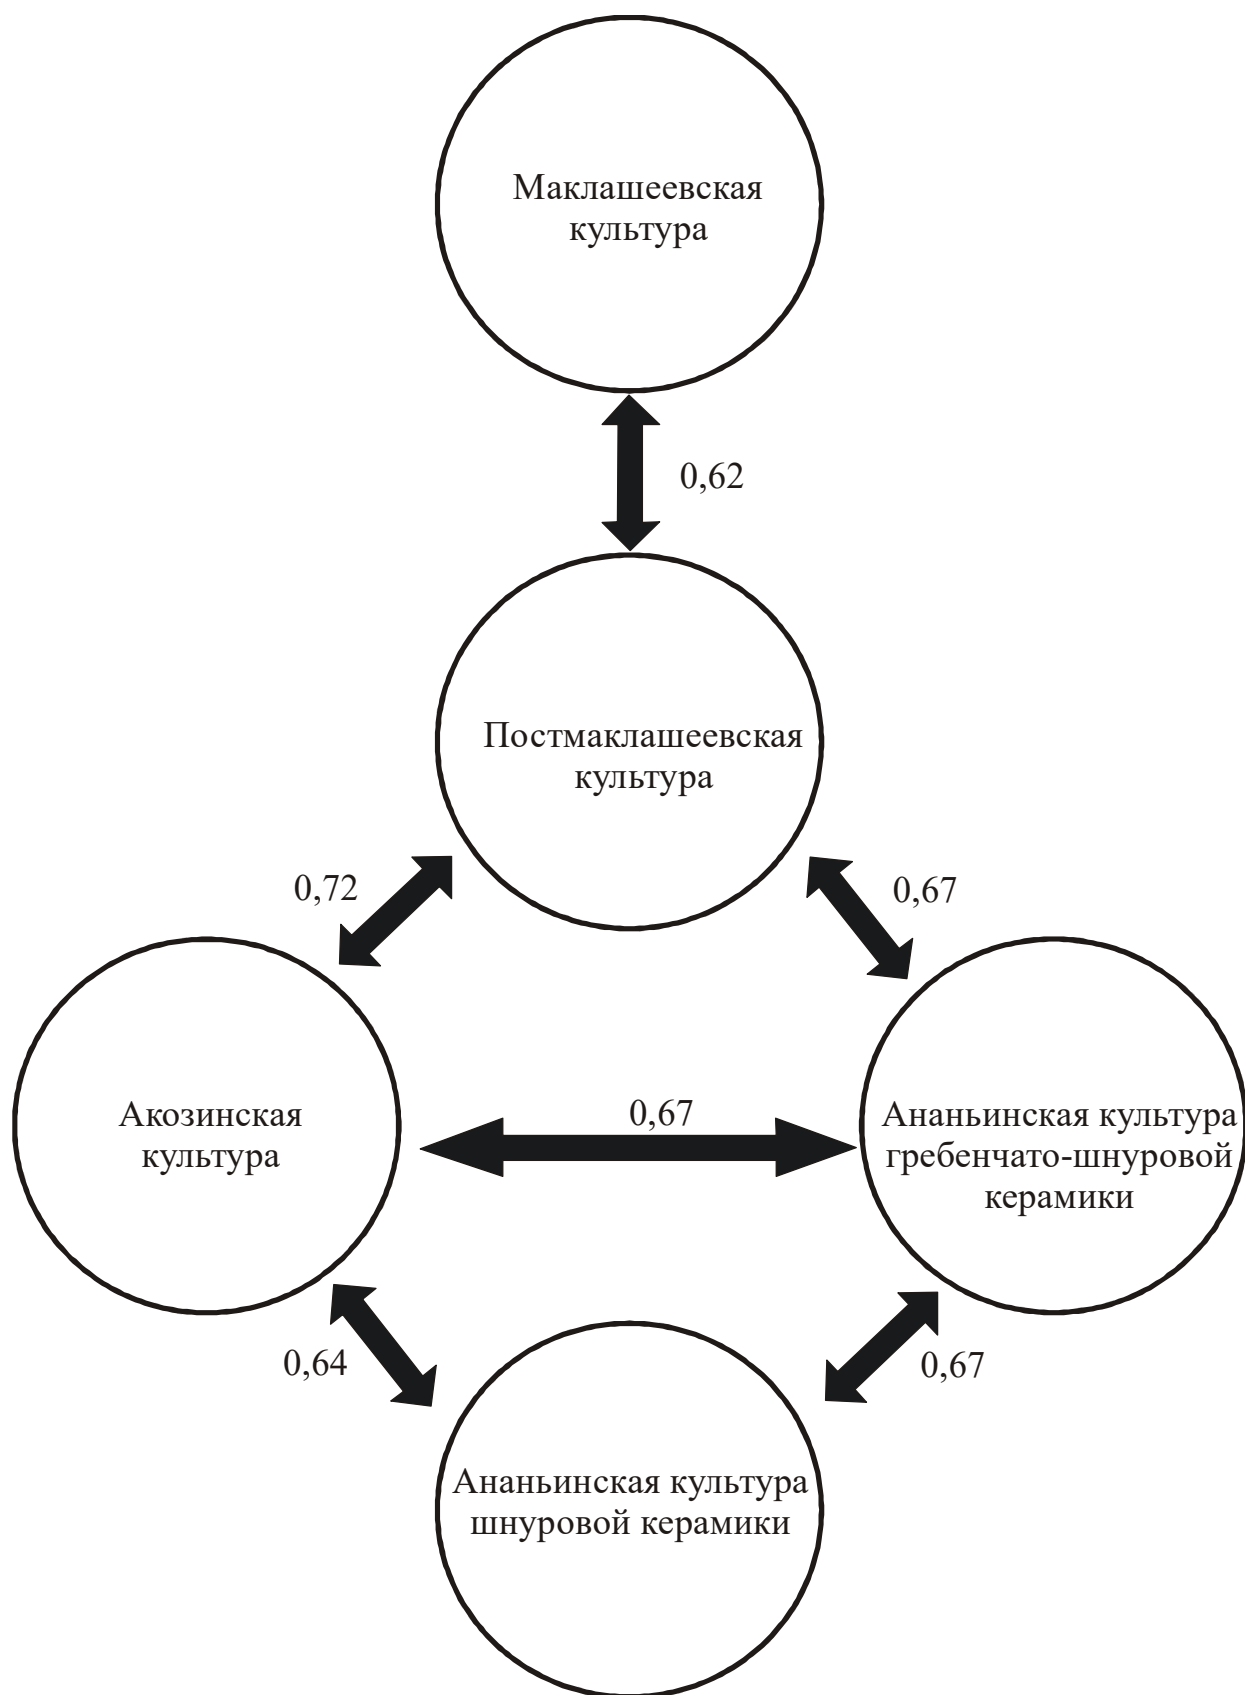 Маклашеевская
культура
0,62
Постмаклашеевская
культура
0,72
0,67
Акозинская
культура
0,67
Ананьинская культура
гребенчато-шнуровой
керамики
0,64
0,67
Ананьинская культура
шнуровой керамики